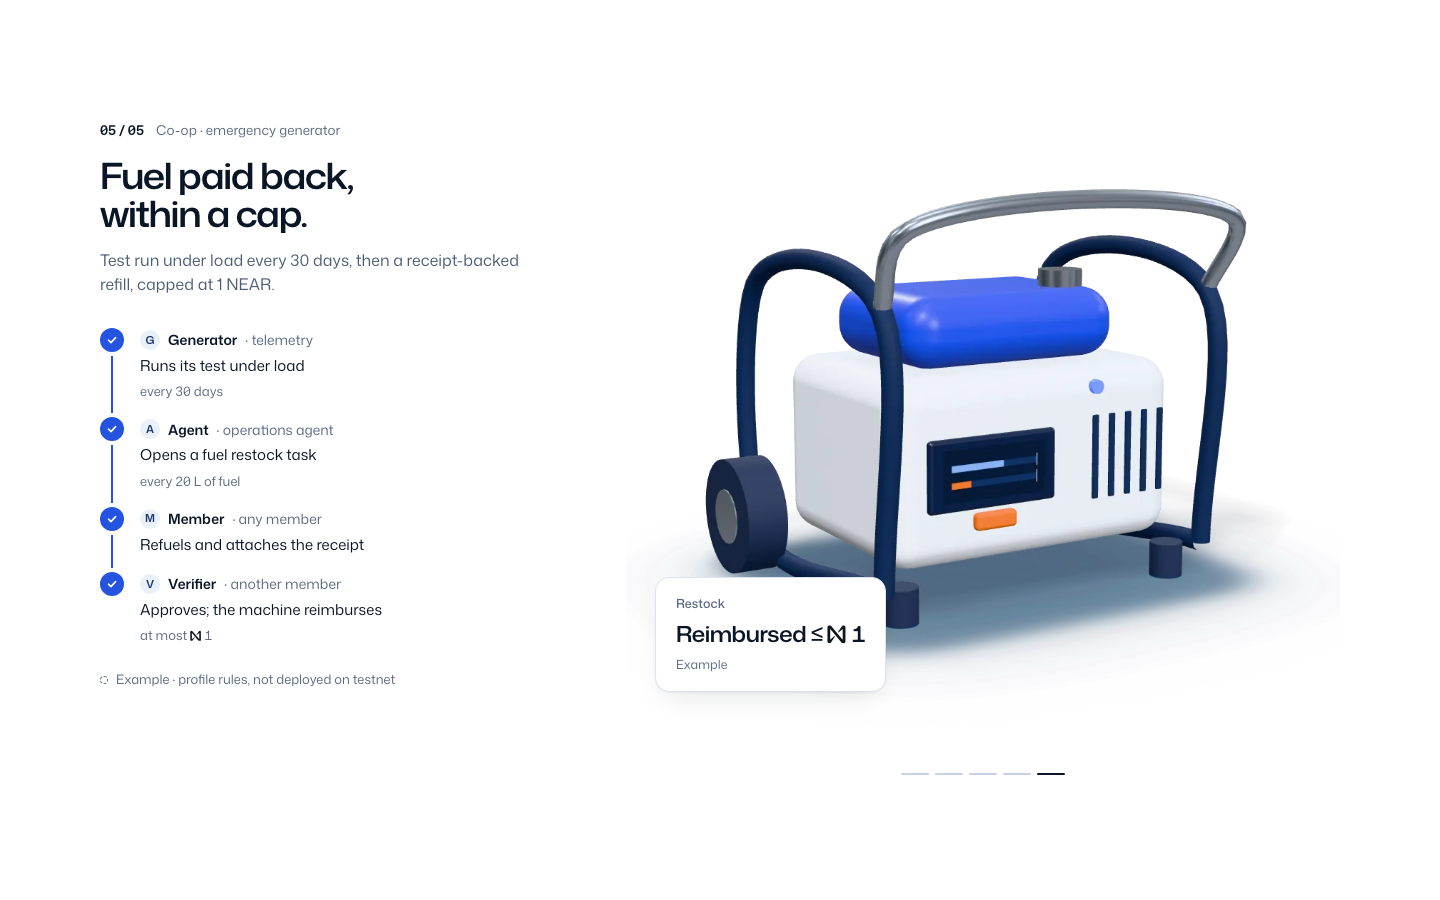 05 / 05 Co-op · emergency generator
Fuel paid back,
within a cap.
Test run under load every 30 days, then a receipt-backed
refill, capped at 1 NEAR.
G Generator · telemetry
Runs its test under load
every 30 days
A Agent · operations agent
Opens a fuel restock task
every 20 L of fuel
M Member · any member
Refuels and attaches the receipt
V Verifier · another member
Approves; the machine reimburses
at most N 1
Example · profile rules, not deployed on testnet
Restock
Reimbursed ≤ N 1
Example